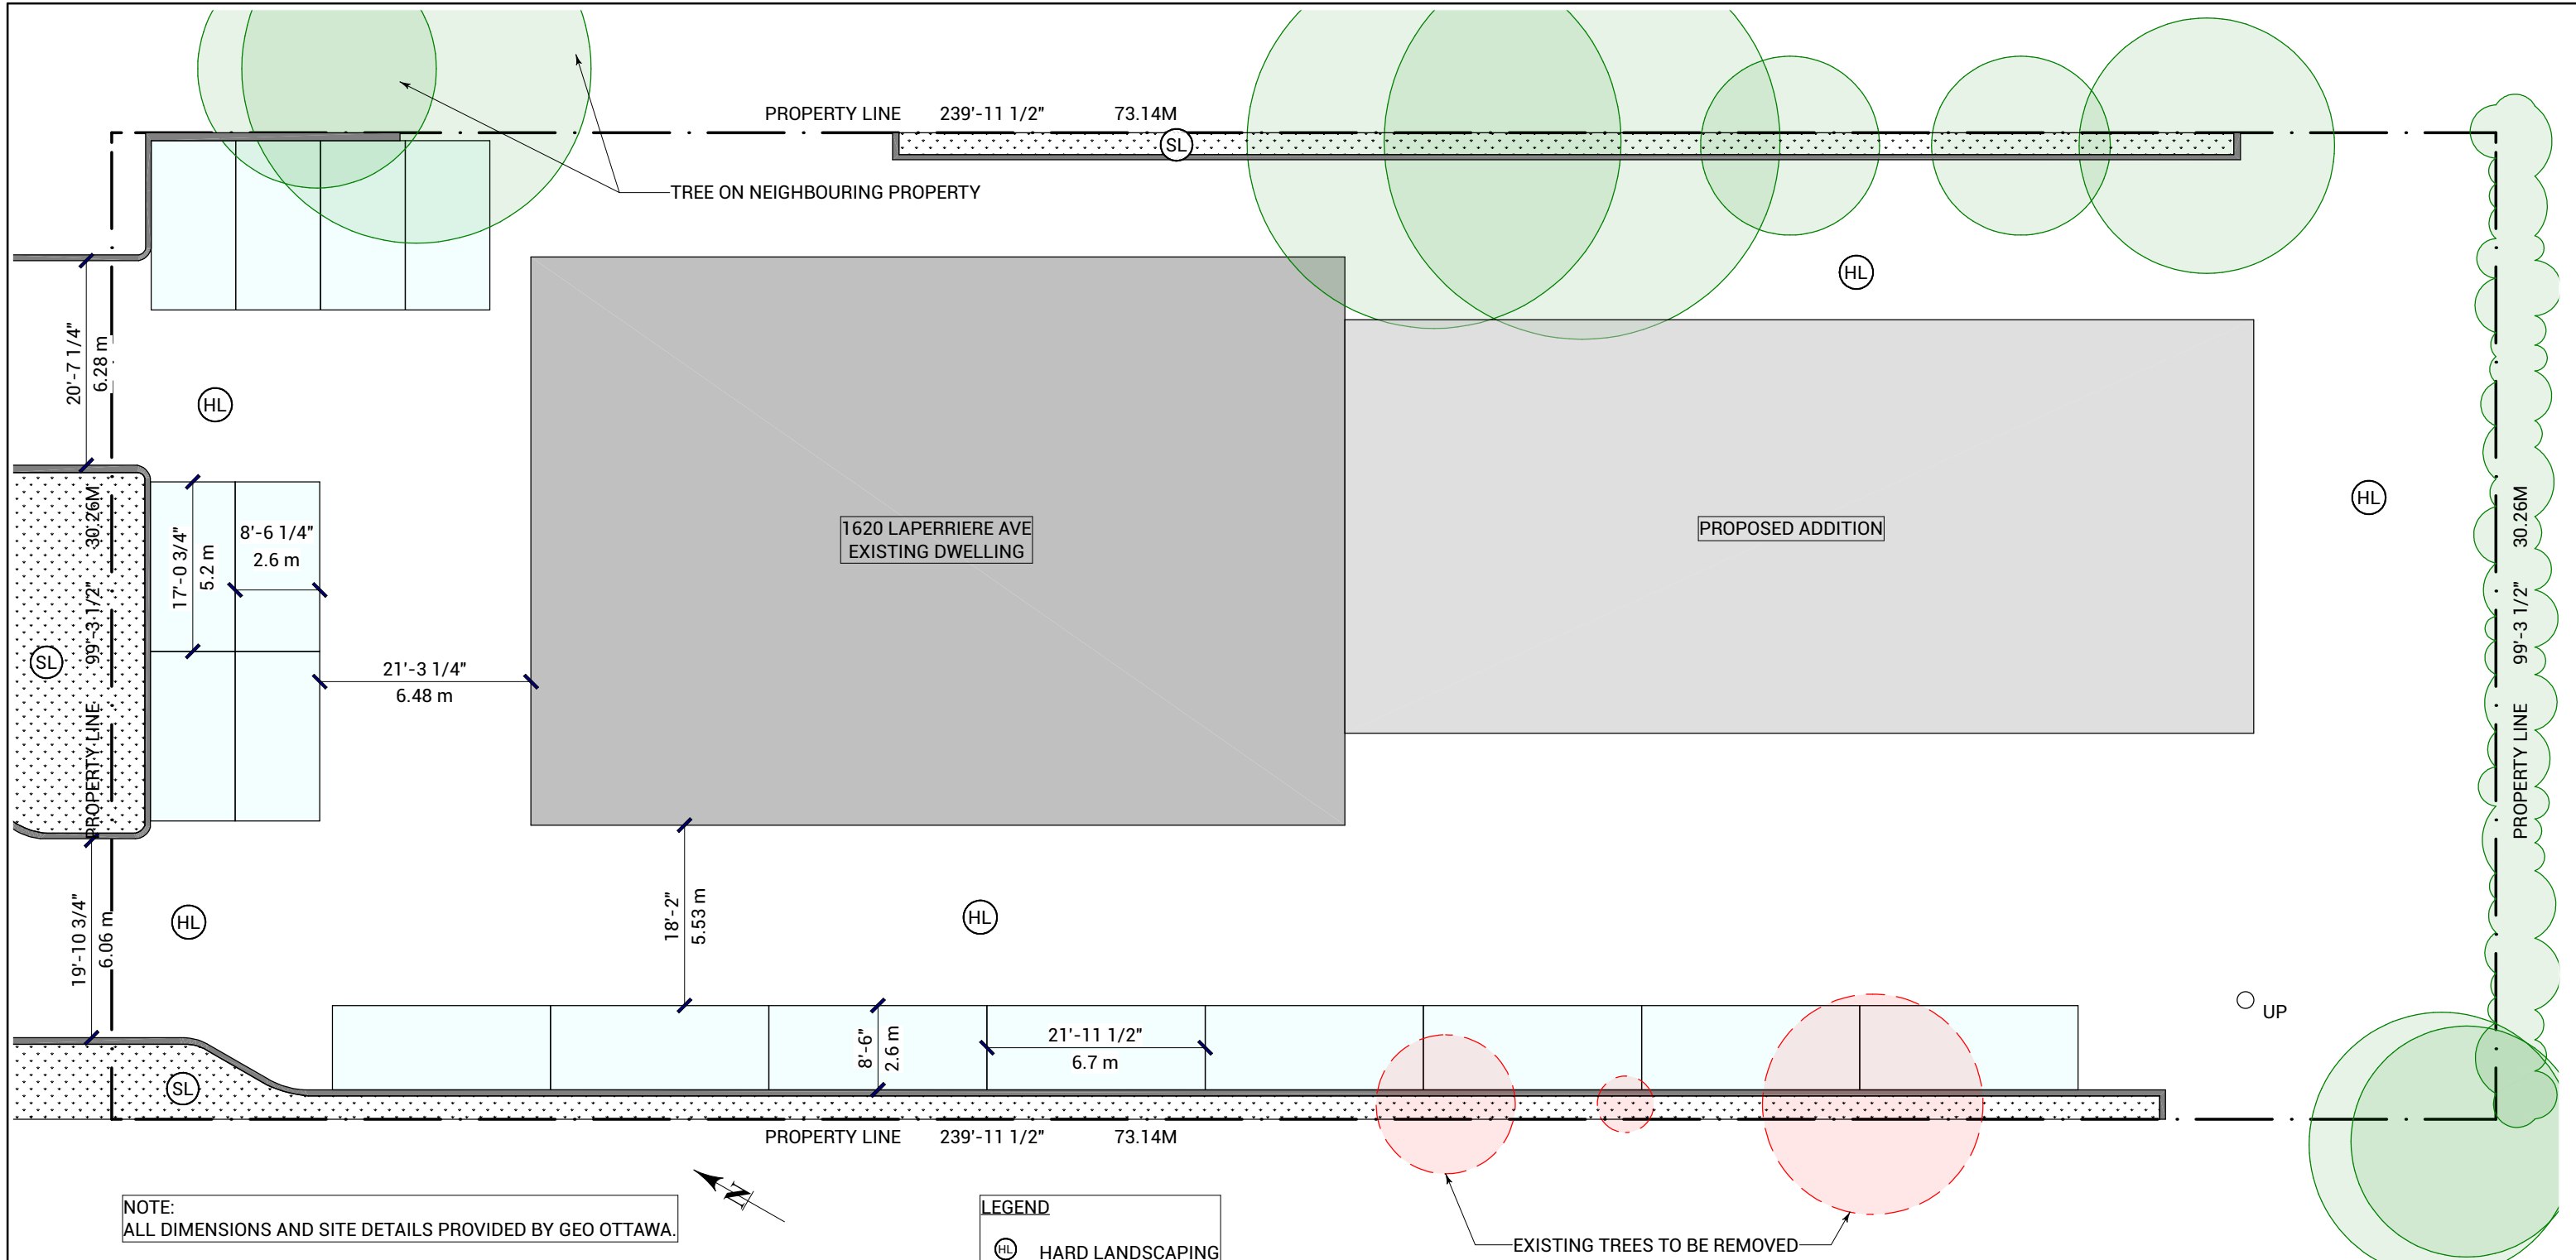 PROPERTY LINE 239'-11 1/2" 73.14M
SL
TREE ON NEIGHBOURING PROPERTY
HL
20'-7 1/4"
6.28 m
HL
HL
1620 LAPERRIERE AVE
EXISTING DWELLING
PROPOSED ADDITION
17'-0 3/4"
5.2 m
8'-6 1/4"
2.6 m
SL
PROPERTY LINE 99'-3 1/2" 30.26M
21'-3 1/4"
6.48 m
PROPERTY LINE 99'-3 1/2" 30.26M
19'-10 3/4"
6.06 m
HL
18'-2"
5.53 m
HL
8'-6"
2.6 m
21'-11 1/2"
6.7 m
UP
SL
PROPERTY LINE 239'-11 1/2" 73.14M
N
NOTE:
ALL DIMENSIONS AND SITE DETAILS PROVIDED BY GEO OTTAWA.
LEGEND
HL HARD LANDSCAPING
EXISTING TREES TO BE REMOVED